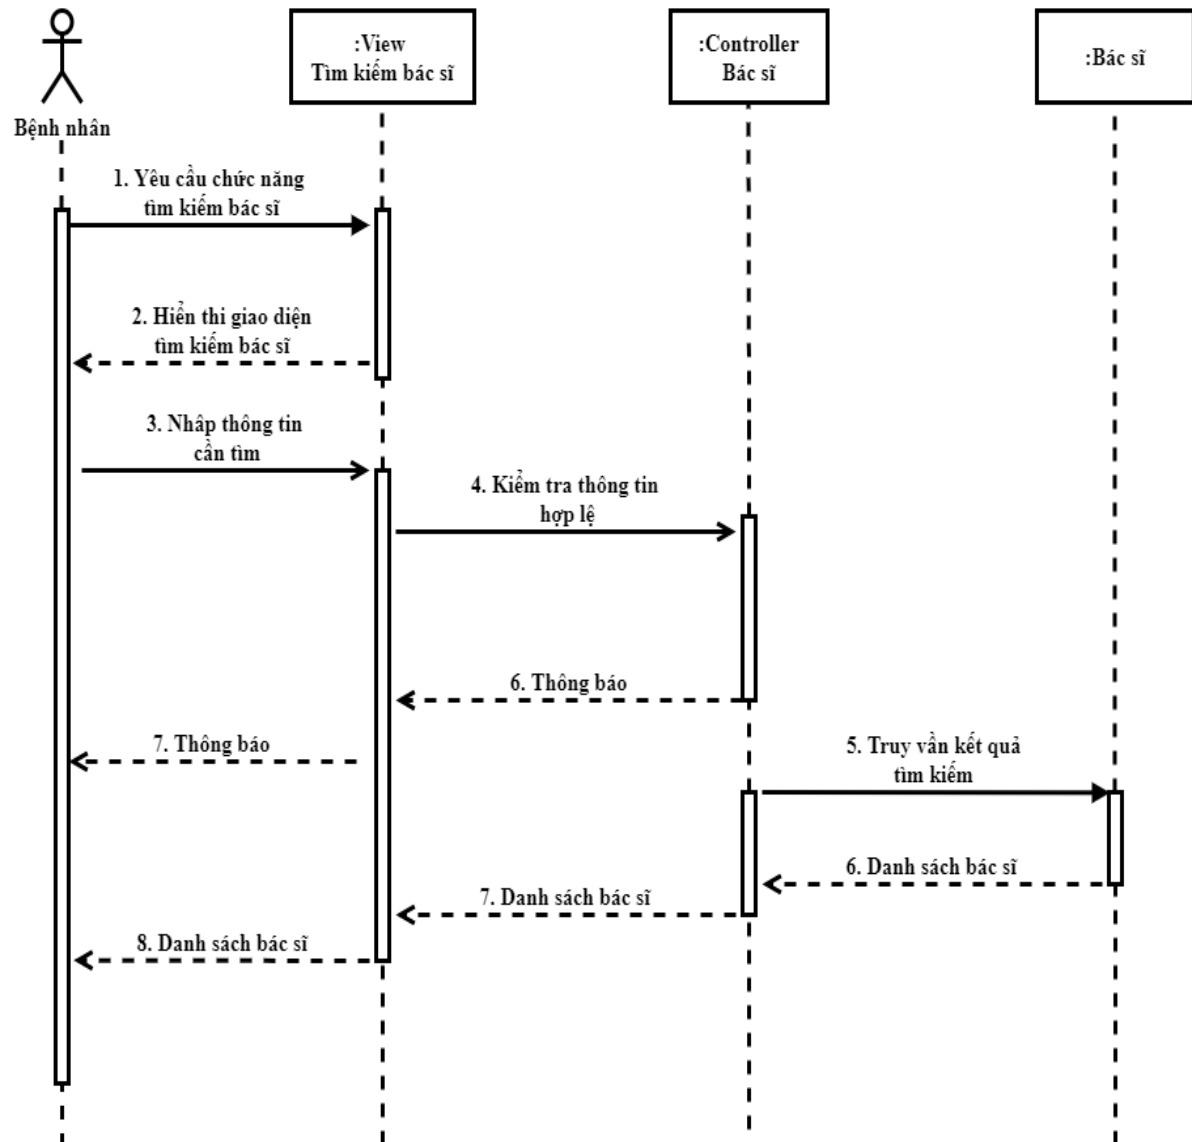 :View
Tìm kiếm bác sĩ
:Controller
Bác sĩ
:Bác sĩ
Bệnh nhân
1. Yêu cầu chức năng
tìm kiếm bác sĩ
2. Hiển thi giao diện
tìm kiếm bác sĩ
3. Nhâp thông tin
cần tìm
4. Kiểm tra thông tin
hợp lệ
6. Thông báo
7. Thông báo
5. Truy vấn kết quả
tìm kiếm
6. Danh sách bác sĩ
7. Danh sách bác sĩ
8. Danh sách bác sĩ